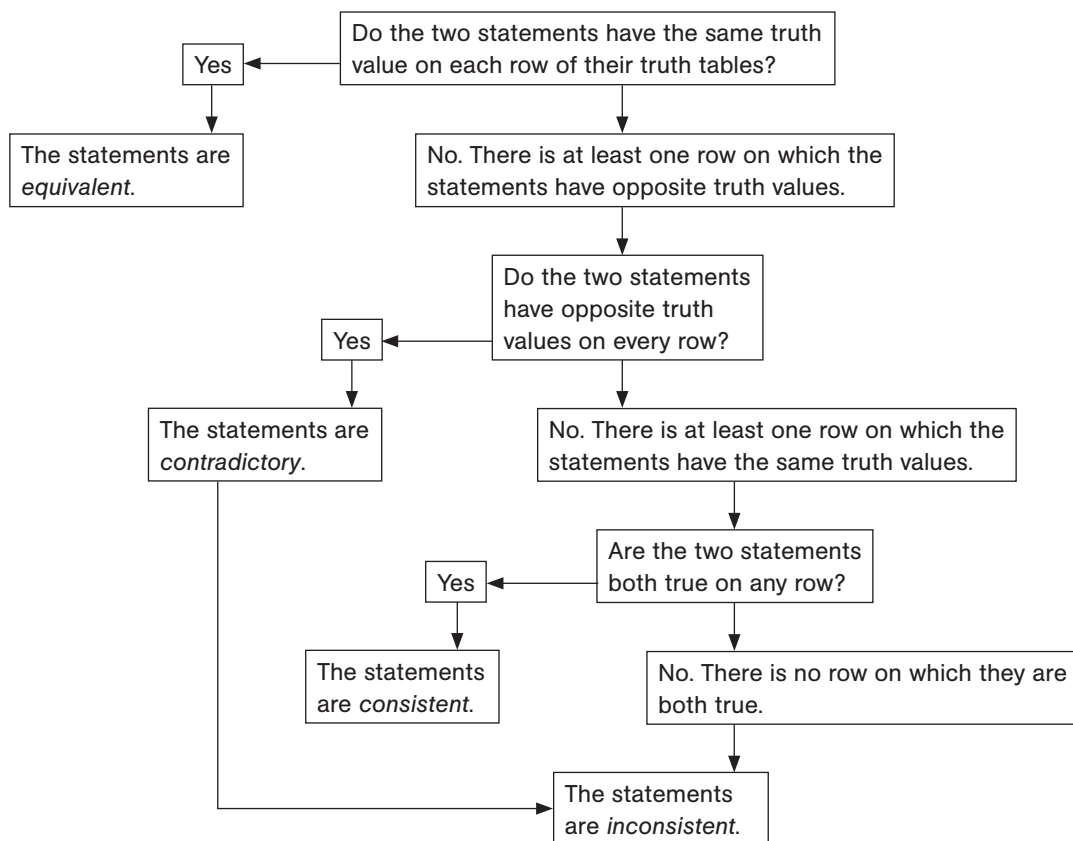 Do the two statements have the same truth
value on each row of their truth tables?
Yes
The statements are
equivalent.
No. There is at least one row on which the
statements have opposite truth values.
Do the two statements
have opposite truth
values on every row?
Yes
The statements are
contradictory.
No. There is at least one row on which the
statements have the same truth values.
Are the two statements
both true on any row?
Yes
The statements
are consistent.
No. There is no row on which they are
both true.
The statements
are inconsistent.